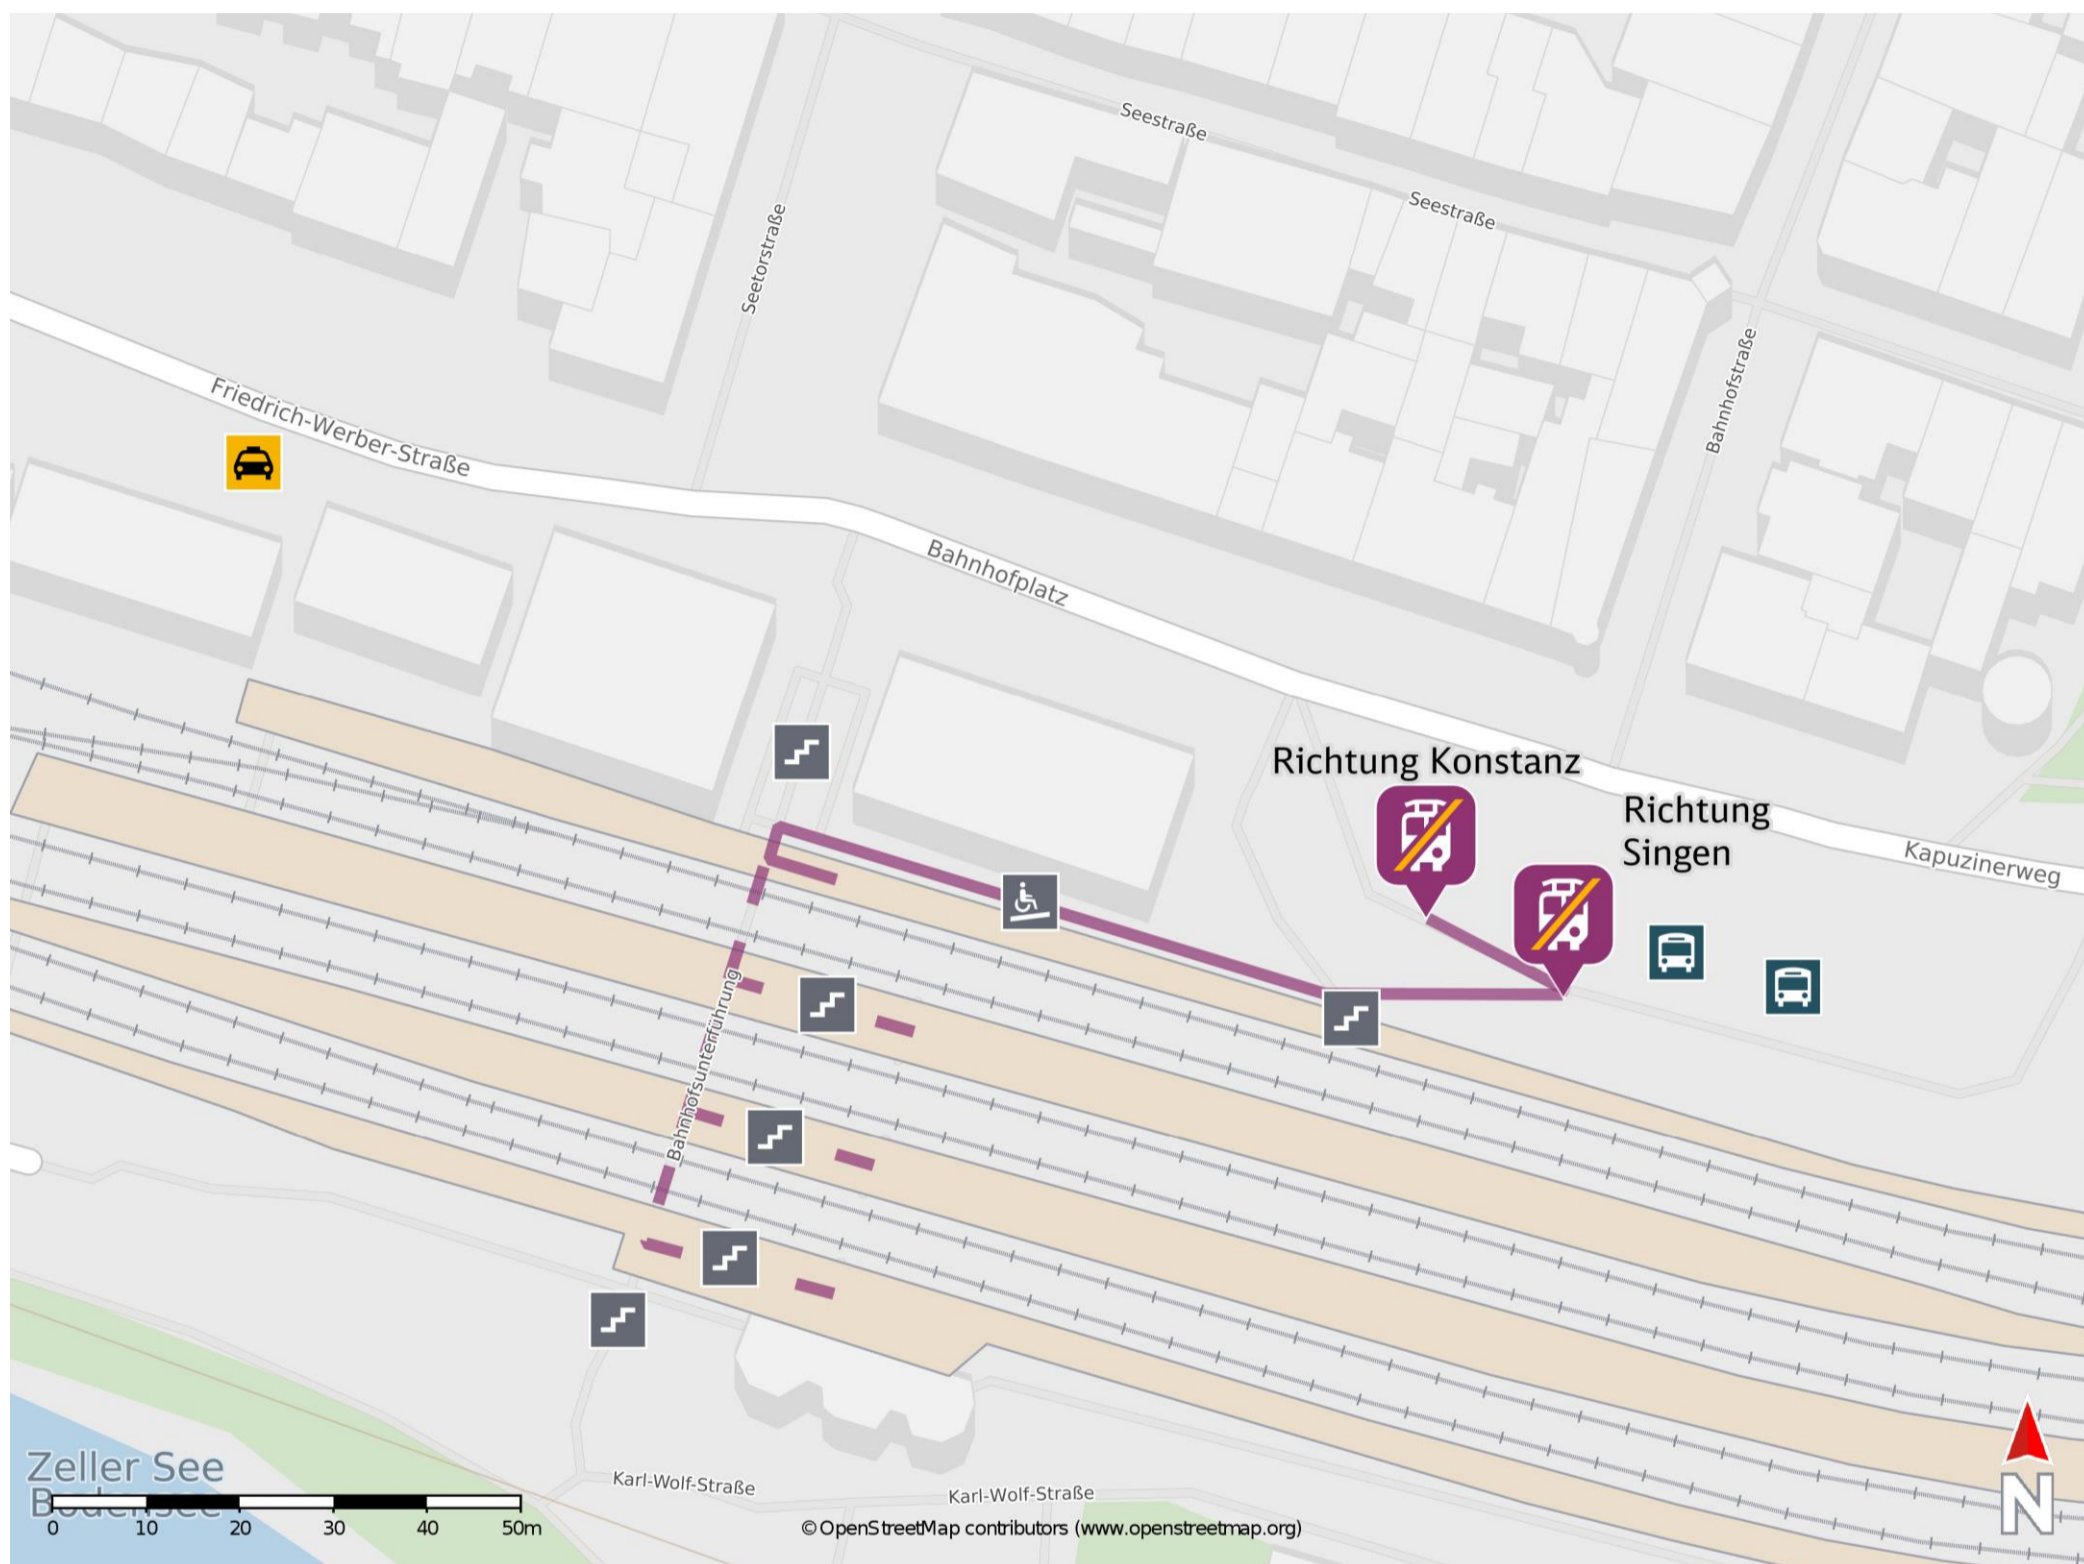 Seestraße
Seestraße
Seetorstraße
Bahnhofstraße
Friedrich-Werber-Straße
Bahnhofplatz
Richtung Konstanz
Richtung
Singen
Kapuzinerweg
Bahnhofsunterführung
Zeller See
Bodensee
Karl-Wolf-Straße
Karl-Wolf-Straße
0 10 20 30 40 50m
© OpenStreetMap contributors (www.openstreetmap.org)
N